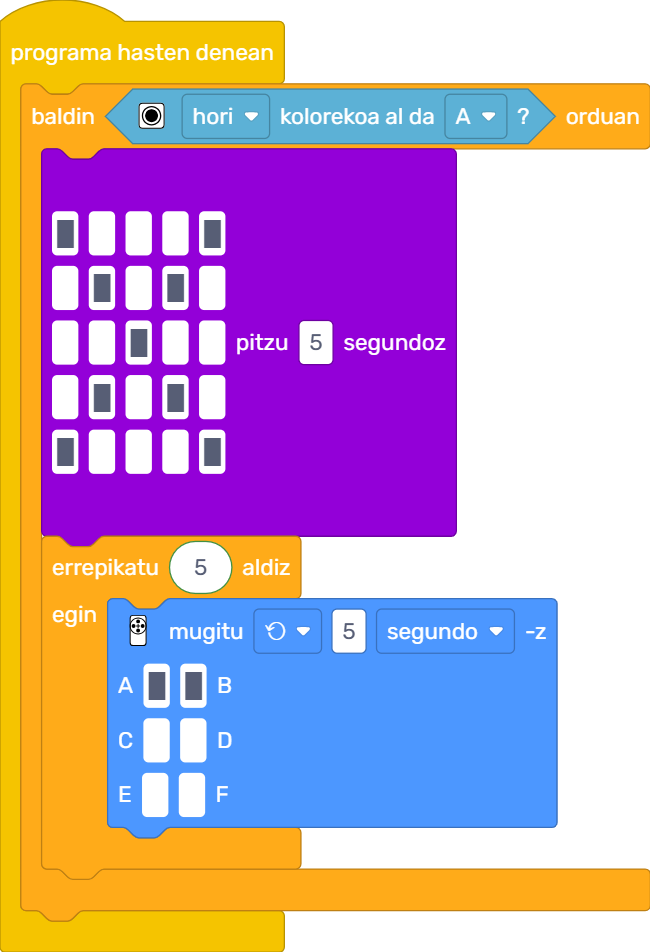 programa hasten denean
baldin hori kolorekoa al da A ? orduan
pitzu 5 segundoz
errepikatu 5 aldiz
egin
mugitu 5 segundo -z
A B
C D
E F